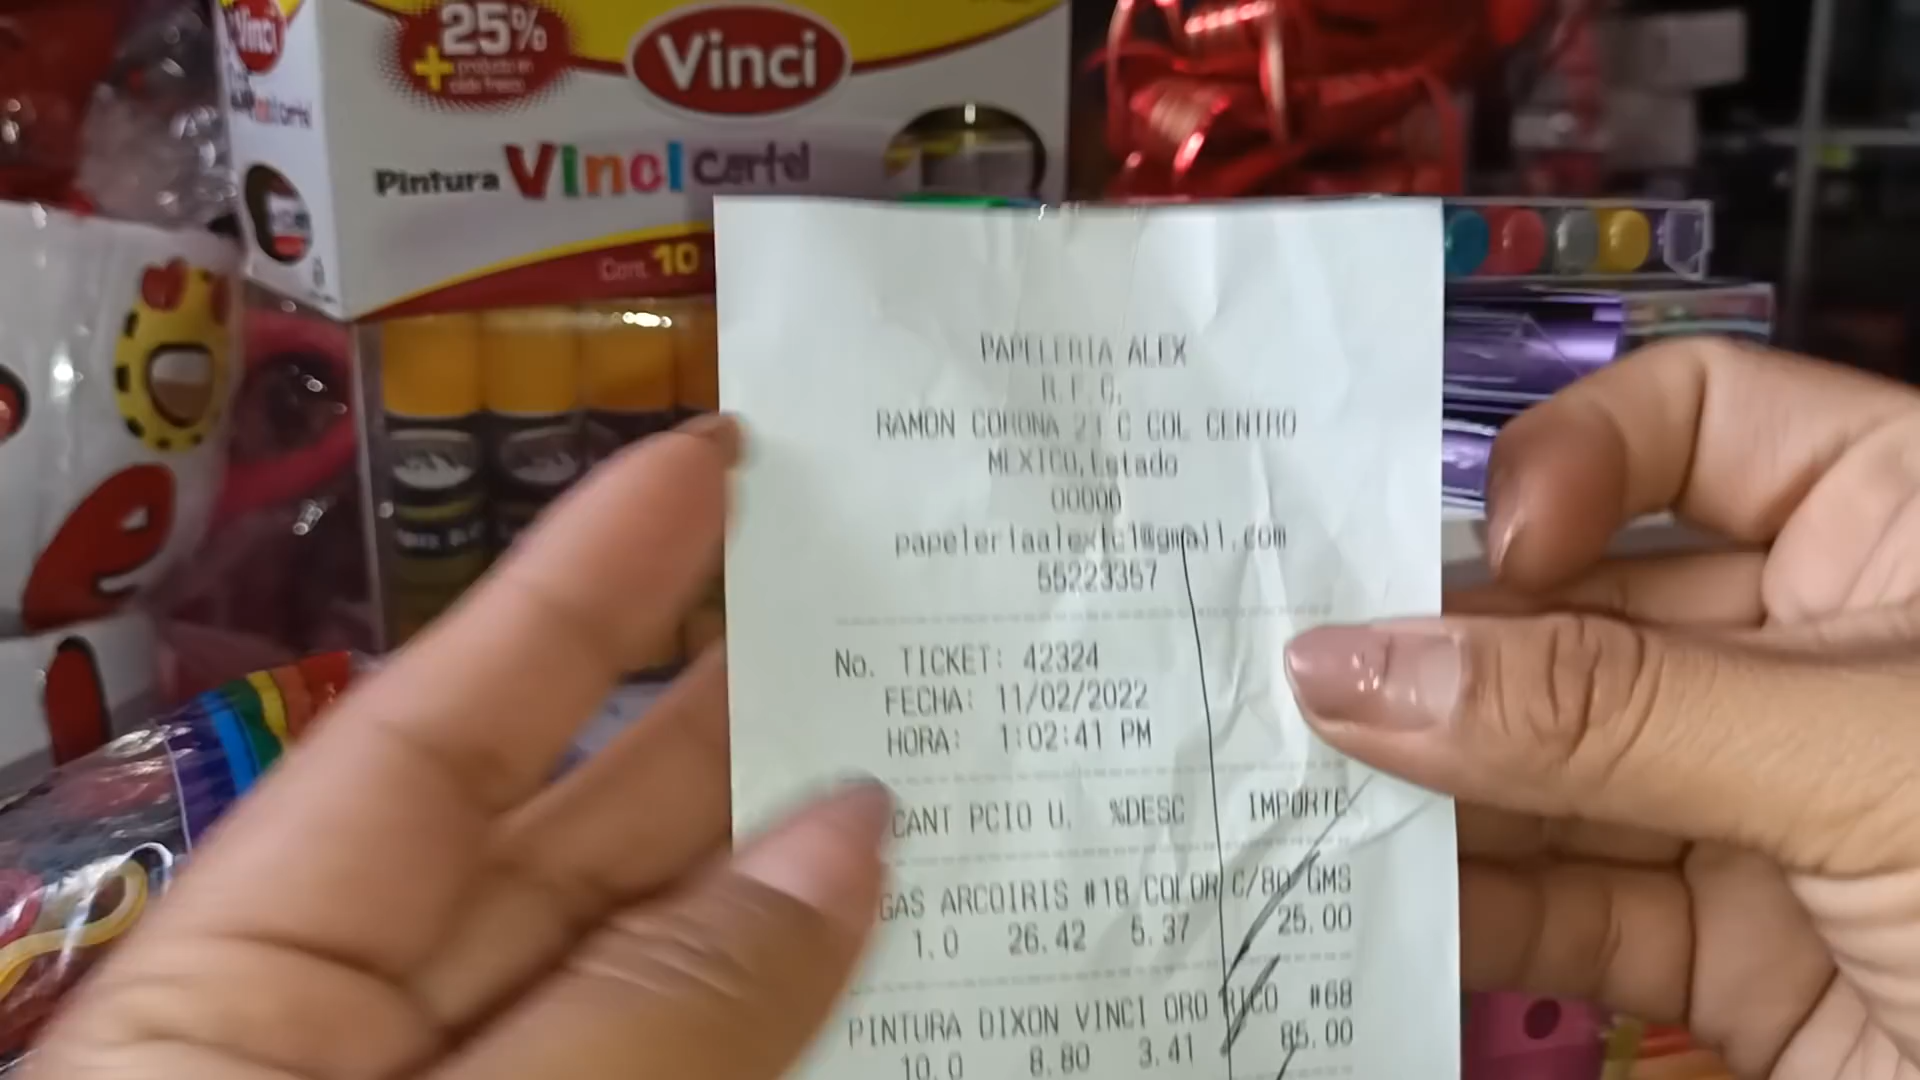 25%
+ producto en
cada frasco
Vinci
Vinci
Pintura Vinci Cartel
Cont. 10
PAPELERIA ALEX
R.F.C.
RAMON CORONA 23 C COL CENTRO
MEXICO, Estado
00000
55223357
No. TICKET: 42324
FECHA: 11/02/2022
HORA: 1:02:41 PM
CANT PCIO U. %DESC IMPORTE
GAS ARCOIRIS #18 COLOR C/80 GMS
1.0 26.42 5.37 25.00
PINTURA DIXON VINCI ORO RICO #68
10.0 8.80 3.41 85.00